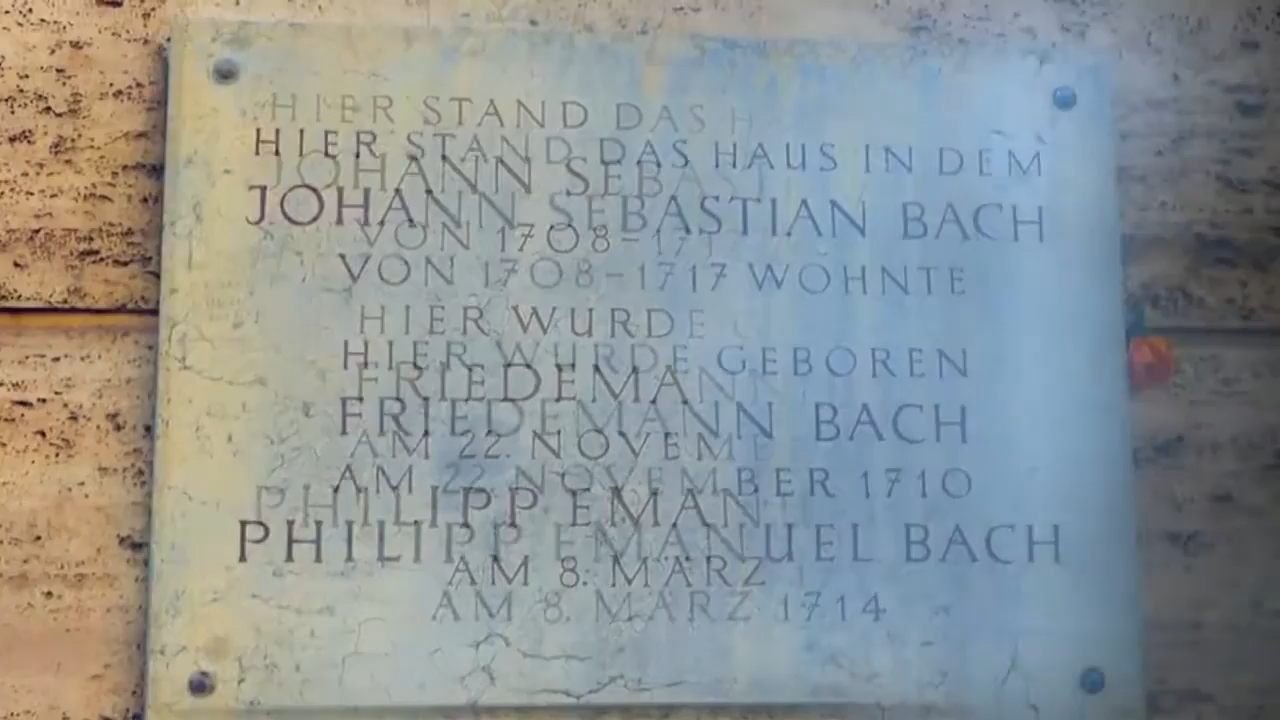 HIER STAND DAS HAUS IN DEM
JOHANN SEBASTIAN BACH
VON 1708-1717 WOHNTE
HIER WURDE GEBOREN
FRIEDEMANN BACH
AM 22. NOVEMBER 1710
PHILIPP EMANUEL BACH
AM 8. MÄRZ 1714